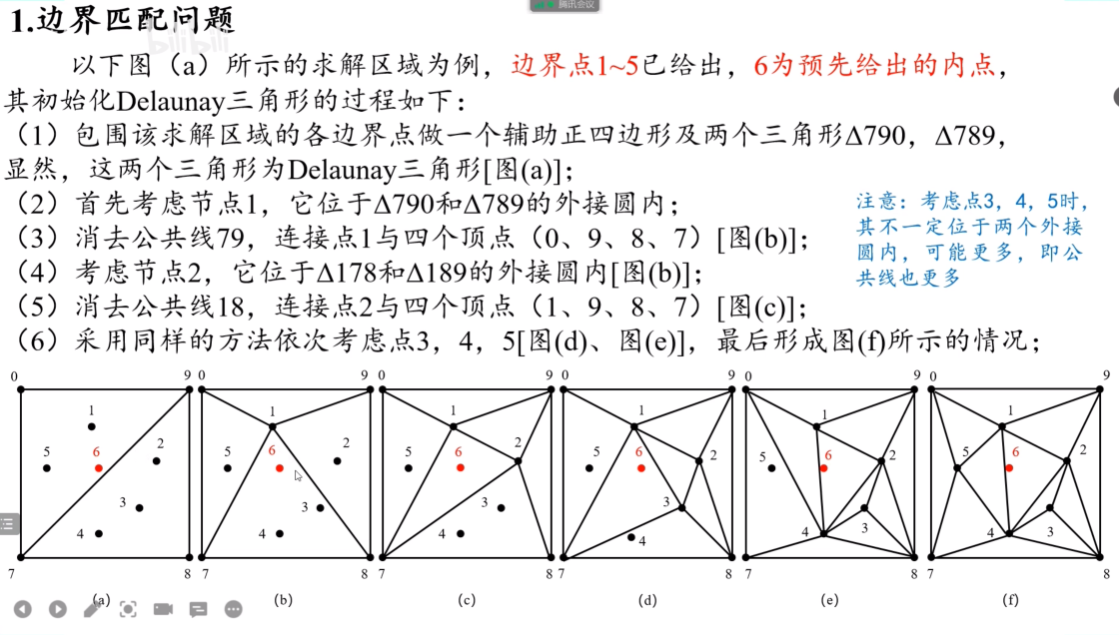 腾讯会议
1.边界匹配问题
bilibili
以下图（a）所示的求解区域为例，边界点1~5已给出，6为预先给出的内点，
其初始化Delaunay三角形的过程如下：
（1）包围该求解区域的各边界点做一个辅助正四边形及两个三角形Δ790，Δ789，
显然，这两个三角形为Delaunay三角形[图(a)]；
（2）首先考虑节点1，它位于Δ790和Δ789的外接圆内；
（3）消去公共线79，连接点1与四个顶点（0、9、8、7）[图(b)]；
（4）考虑节点2，它位于Δ178和Δ189的外接圆内[图(b)]；
（5）消去公共线18，连接点2与四个顶点（1、9、8、7）[图(c)]；
（6）采用同样的方法依次考虑点3，4，5[图(d)、图(e)]，最后形成图(f)所示的情况；
注意：考虑点3，4，5时，
其不一定位于两个外接
圆内，可能更多，即公
共线也更多
0 9 0 9 0 9 0 9 0 9 0 9
1 1 1 1 1 1
5 6 2 5 6 2 5 6 2 5 6 2 5 6 2 5 6 2
3 3 3 3 3 3
4 4 4 4 4 4
7 8 7 8 7 8 7 8 7 8 7 8
(a) (b) (c) (d) (e) (f)